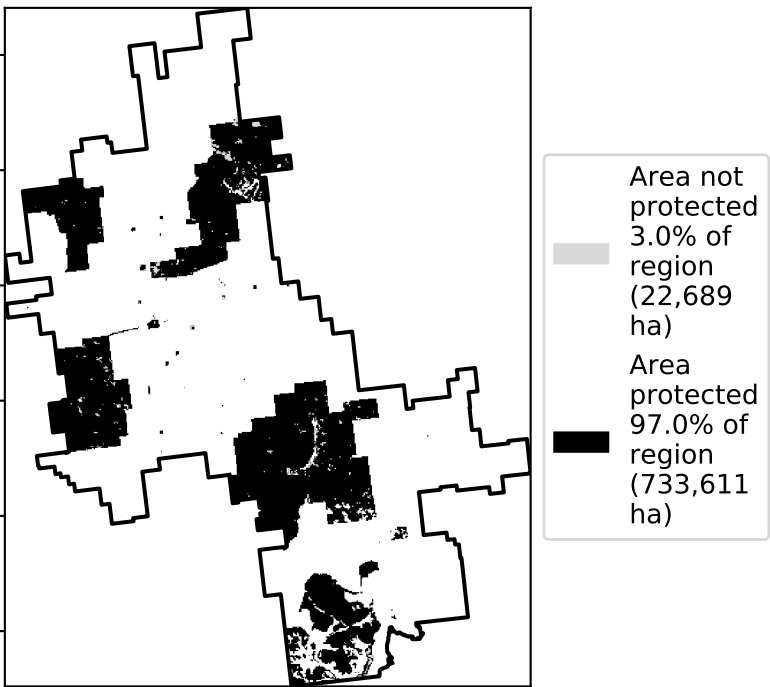 Area not
protected
3.0% of
region
(22,689
ha)
Area
protected
97.0% of
region
(733,611
ha)